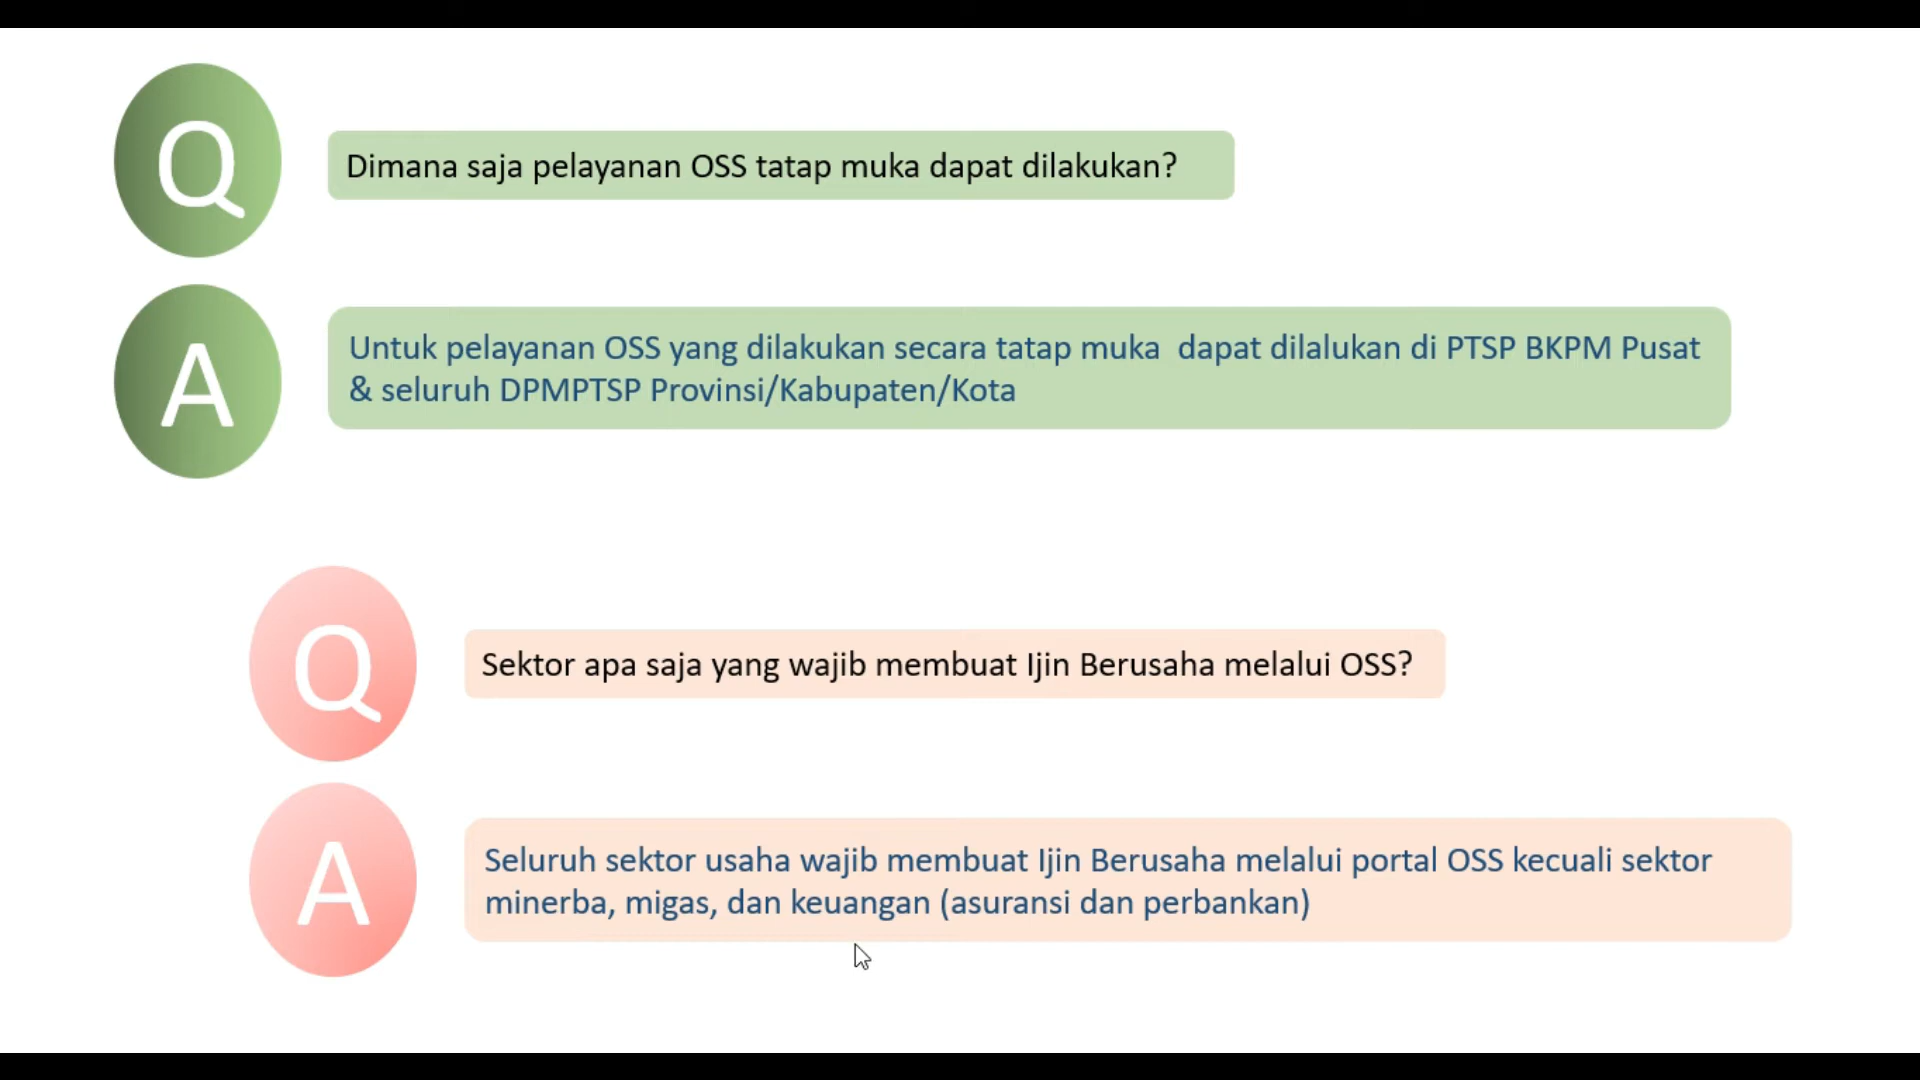 Q
Dimana saja pelayanan OSS tatap muka dapat dilakukan?
A
Untuk pelayanan OSS yang dilakukan secara tatap muka  dapat dilalukan di PTSP BKPM Pusat
& seluruh DPMPTSP Provinsi/Kabupaten/Kota
Q
Sektor apa saja yang wajib membuat Ijin Berusaha melalui OSS?
A
Seluruh sektor usaha wajib membuat Ijin Berusaha melalui portal OSS kecuali sektor
minerba, migas, dan keuangan (asuransi dan perbankan)